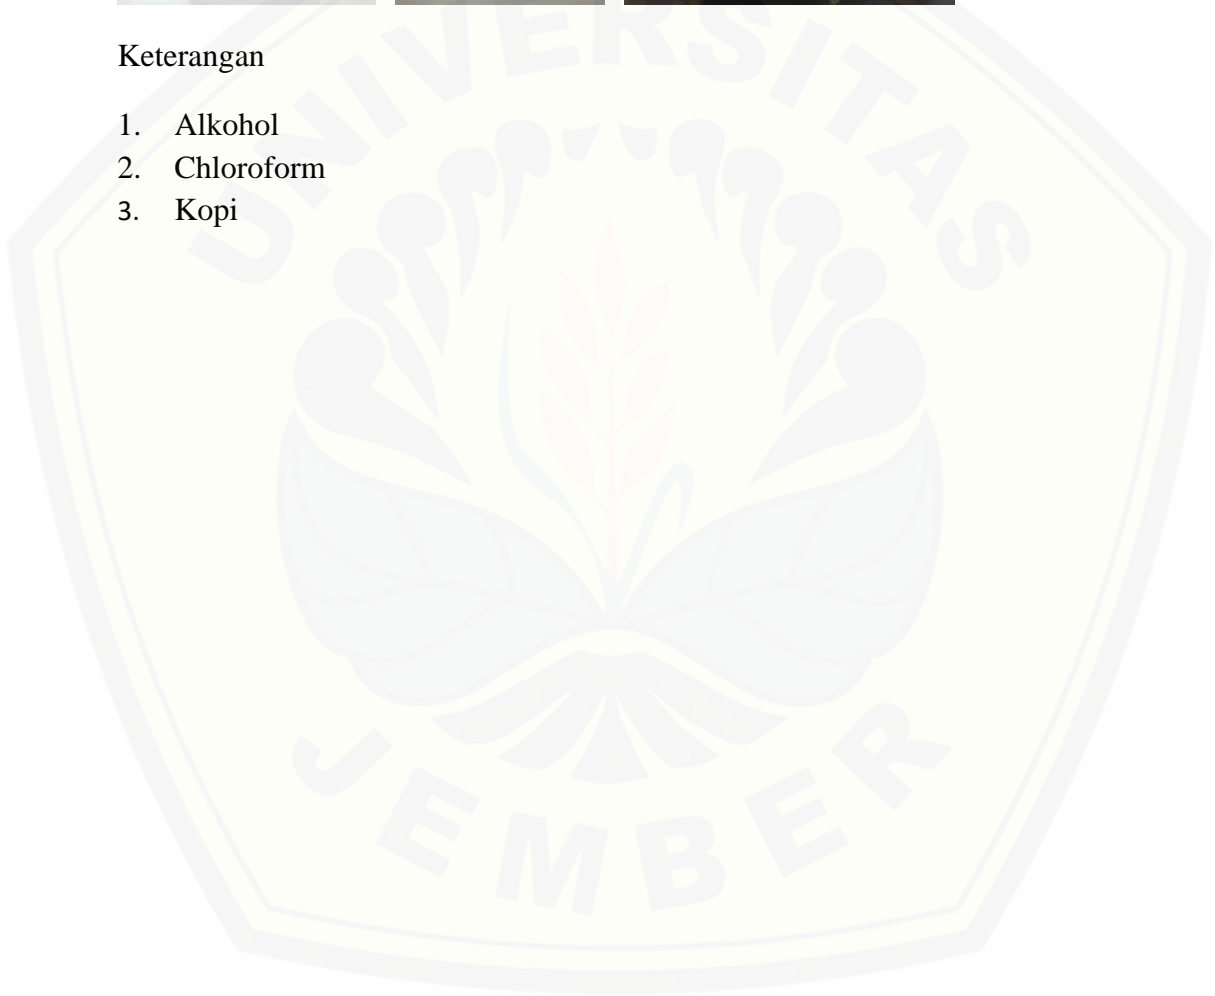 Keterangan
1. Alkohol
2. Chloroform
3. Kopi
UNIVERSITAS
JEMBER